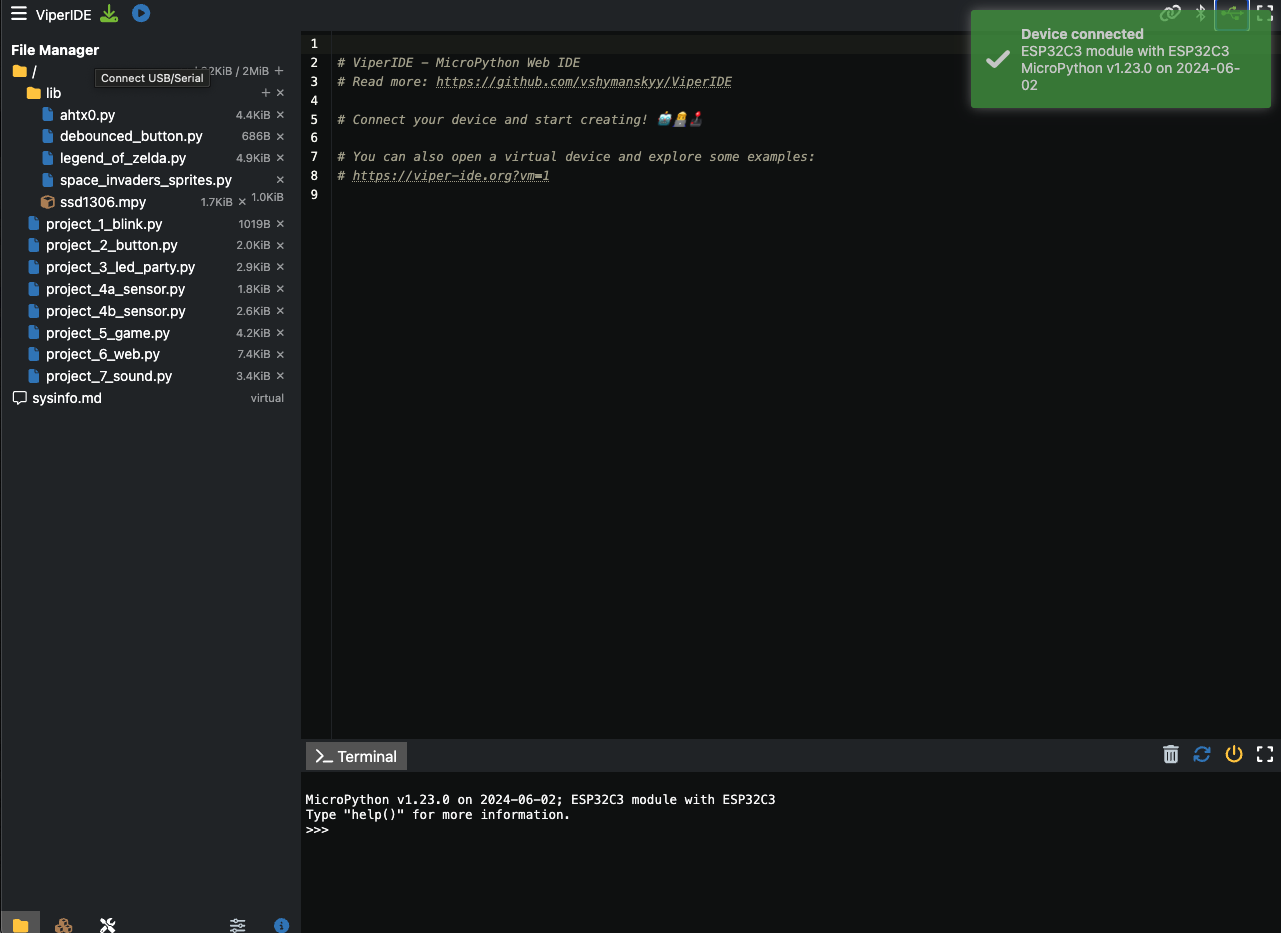 ViperIDE
File Manager
/
KiB / 2MiB +
Connect USB/Serial
lib + ×
ahtx0.py 4.4KiB ×
debounced_button.py 686B ×
legend_of_zelda.py 4.9KiB ×
space_invaders_sprites.py ×
1.0KiB
ssd1306.mpy 1.7KiB ×
project_1_blink.py 1019B ×
project_2_button.py 2.0KiB ×
project_3_led_party.py 2.9KiB ×
project_4a_sensor.py 1.8KiB ×
project_4b_sensor.py 2.6KiB ×
project_5_game.py 4.2KiB ×
project_6_web.py 7.4KiB ×
project_7_sound.py 3.4KiB ×
sysinfo.md virtual
1
2 # ViperIDE - MicroPython Web IDE
3 # Read more: https://github.com/vshymanskyy/ViperIDE
4
5 # Connect your device and start creating! 🤖👷‍♂️🕹️
6
7 # You can also open a virtual device and explore some examples:
8 # https://viper-ide.org?vm=1
9
Device connected
ESP32C3 module with ESP32C3
MicroPython v1.23.0 on 2024-06-
02
>_ Terminal
MicroPython v1.23.0 on 2024-06-02; ESP32C3 module with ESP32C3
Type "help()" for more information.
>>>